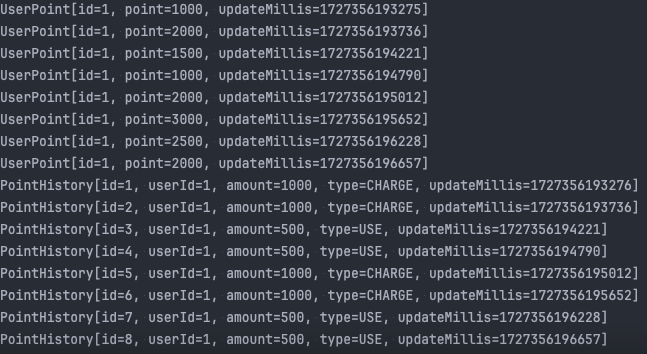 UserPoint[id=1, point=1000, updateMillis=1727356193275]
UserPoint[id=1, point=2000, updateMillis=1727356193736]
UserPoint[id=1, point=1500, updateMillis=1727356194221]
UserPoint[id=1, point=1000, updateMillis=1727356194790]
UserPoint[id=1, point=2000, updateMillis=1727356195012]
UserPoint[id=1, point=3000, updateMillis=1727356195652]
UserPoint[id=1, point=2500, updateMillis=1727356196228]
UserPoint[id=1, point=2000, updateMillis=1727356196657]
PointHistory[id=1, userId=1, amount=1000, type=CHARGE, updateMillis=1727356193276]
PointHistory[id=2, userId=1, amount=1000, type=CHARGE, updateMillis=1727356193736]
PointHistory[id=3, userId=1, amount=500, type=USE, updateMillis=1727356194221]
PointHistory[id=4, userId=1, amount=500, type=USE, updateMillis=1727356194790]
PointHistory[id=5, userId=1, amount=1000, type=CHARGE, updateMillis=1727356195012]
PointHistory[id=6, userId=1, amount=1000, type=CHARGE, updateMillis=1727356195652]
PointHistory[id=7, userId=1, amount=500, type=USE, updateMillis=1727356196228]
PointHistory[id=8, userId=1, amount=500, type=USE, updateMillis=1727356196657]